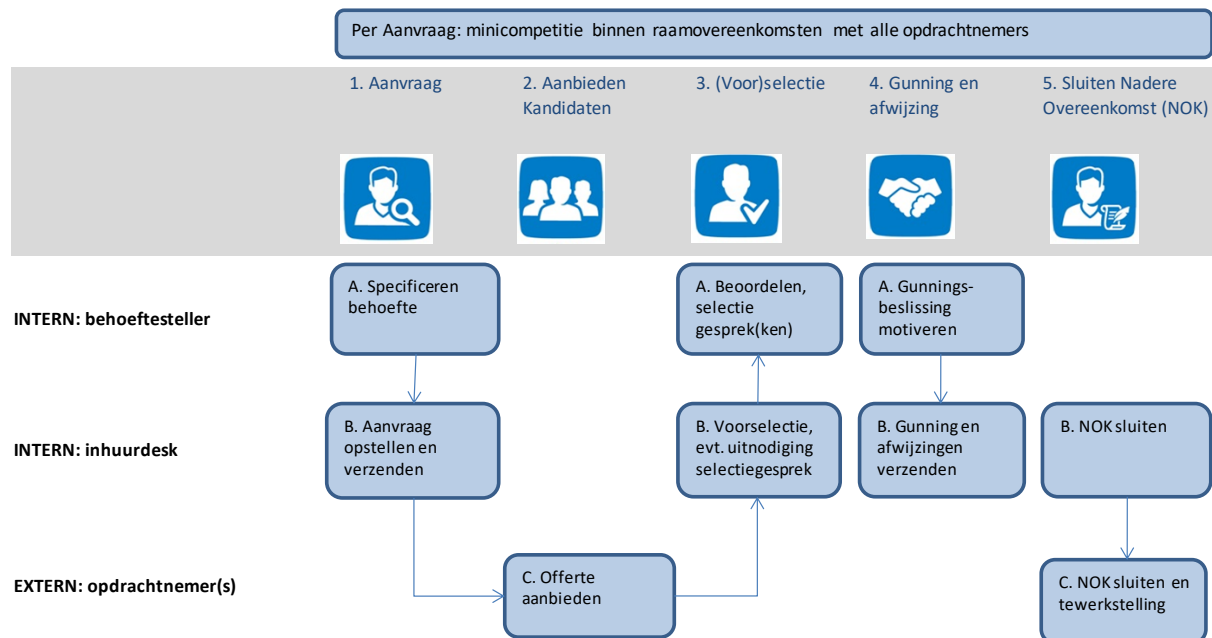 Per Aanvraag: minicompetitie binnen raamovereenkomsten met alle opdrachtnemers
1. Aanvraag
2. Aanbieden
Kandidaten
3. (Voor)selectie
4. Gunning en
afwijzing
5. Sluiten Nadere
Overeenkomst (NOK)
INTERN: behoeftesteller
A. Specificeren
behoefte
A. Beoordelen,
selectie
gesprek(ken)
A. Gunnings-
beslissing
motiveren
INTERN: inhuurdesk
B. Aanvraag
opstellen en
verzenden
B. Voorselectie,
evt. uitnodiging
selectiegesprek
B. Gunning en
afwijzingen
verzenden
B. NOK sluiten
EXTERN: opdrachtnemer(s)
C. Offerte
aanbieden
C. NOK sluiten en
tewerkstelling